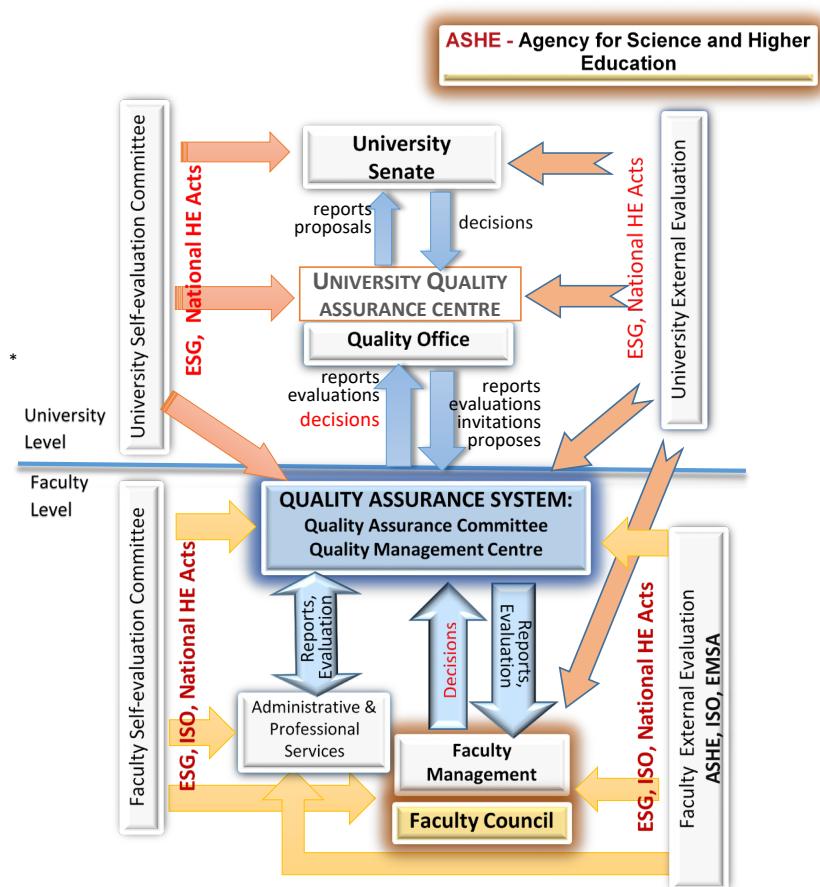 ASHE - Agency for Science and Higher
Education
University Self-evaluation Committee
ESG, National HE Acts
University
Senate
reports
proposals
decisions
UNIVERSITY QUALITY
ASSURANCE CENTRE
Quality Office
ESG, National HE Acts
University External Evaluation
*
reports
evaluations
decisions
reports
evaluations
invitations
proposes
University
Level
Faculty
Level
QUALITY ASSURANCE SYSTEM:
Quality Assurance Committee
Quality Management Centre
Faculty Self-evaluation Committee
ESG, ISO, National HE Acts
Reports,
Evaluation
Decisions
Reports,
Evaluation
Administrative &
Professional
Services
Faculty
Management
Faculty Council
ESG, ISO, National HE Acts
Faculty External Evaluation
ASHE, ISO, EMSA